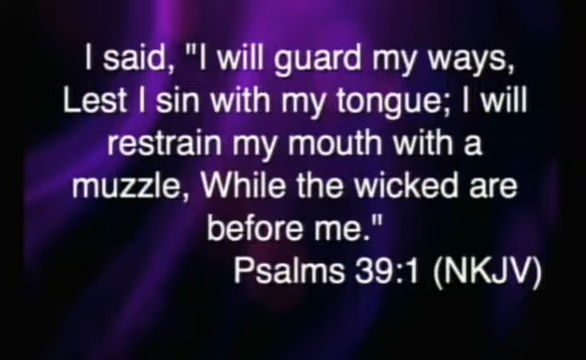 I said, "I will guard my ways,
Lest I sin with my tongue; I will
restrain my mouth with a
muzzle, While the wicked are
before me."
Psalms 39:1 (NKJV)